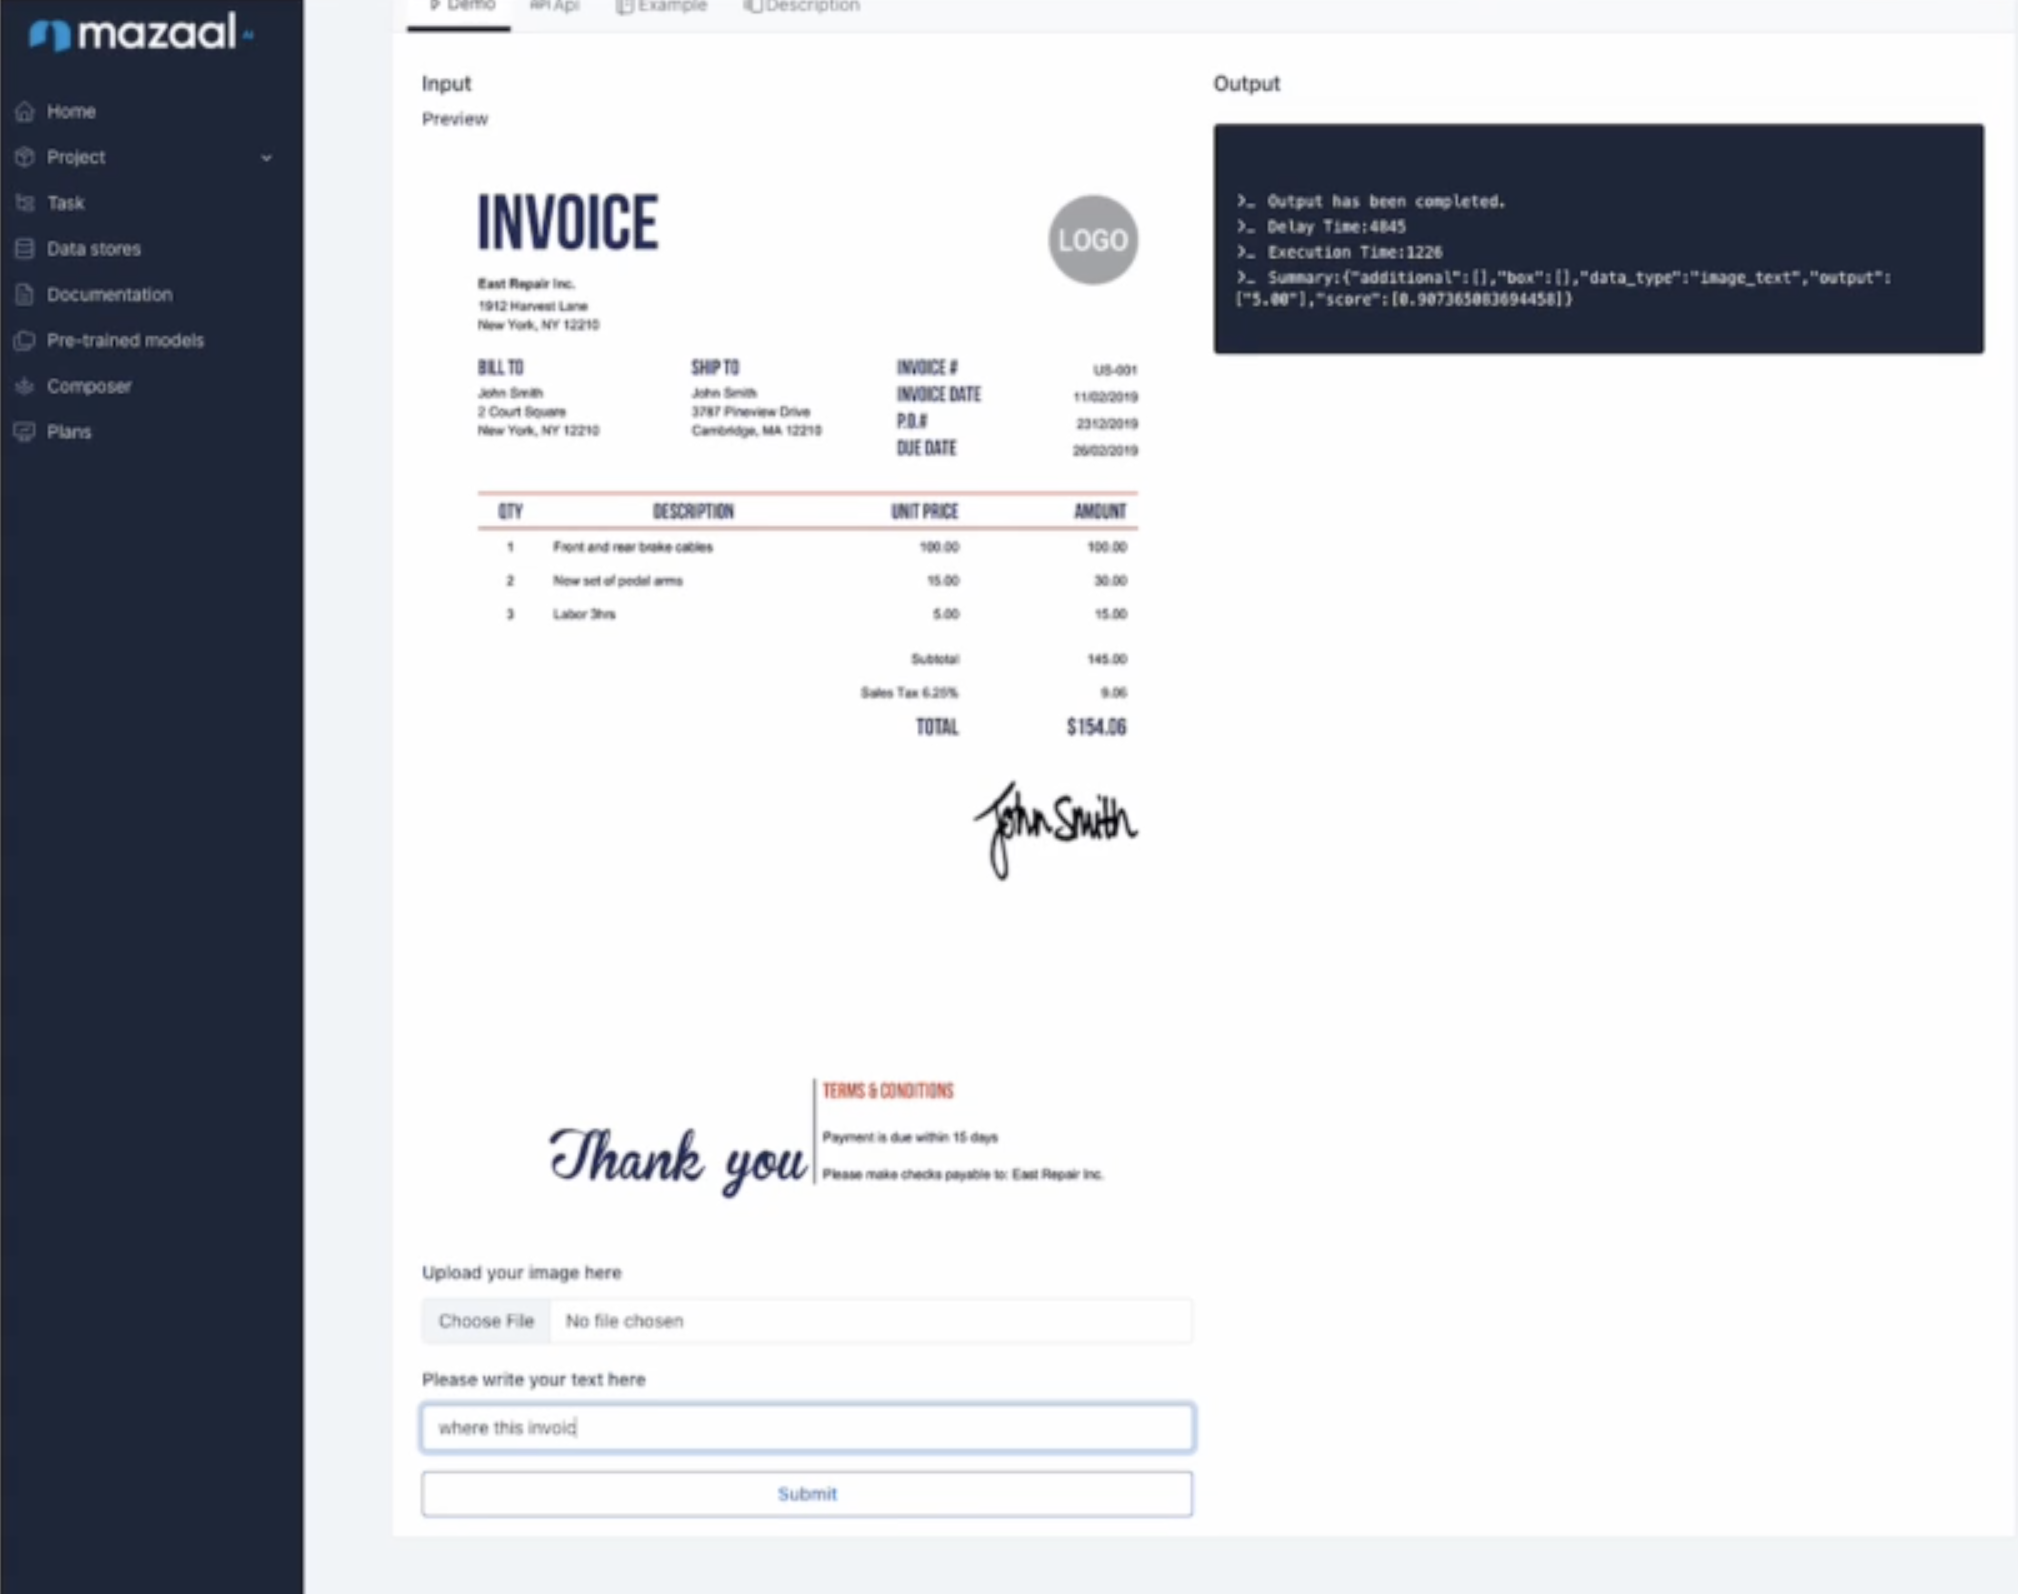 mazaal AI
Home
Project
Task
Data stores
Documentation
Pre-trained models
Composer
Plans
Demo
API Api
Example
Description
Input
Preview
INVOICE
LOGO
East Repair Inc.
1912 Harvest Lane
New York, NY 12210
BILL TO
John Smith
2 Court Square
New York, NY 12210
SHIP TO
John Smith
3787 Pineview Drive
Cambridge, MA 12210
INVOICE # US-001
INVOICE DATE 11/02/2019
P.O.# 2312/2019
DUE DATE 26/02/2019
QTY DESCRIPTION UNIT PRICE AMOUNT
1 Front and rear brake cables 100.00 100.00
2 New set of pedal arms 15.00 30.00
3 Labor 3hrs 5.00 15.00
Subtotal 145.00
Sales Tax 6.25% 9.06
TOTAL $154.06
John Smith
Thank you
TERMS & CONDITIONS
Payment is due within 15 days
Please make checks payable to: East Repair Inc.
Upload your image here
Choose File No file chosen
Please write your text here
where this invoic
Submit
Output
>_ Output has been completed.
>_ Delay Time:4845
>_ Execution Time:1226
>_ Summary:{"additional":[],"box":[],"data_type":"image_text","output":
["5.00"],"score":[0.907365083694458]}